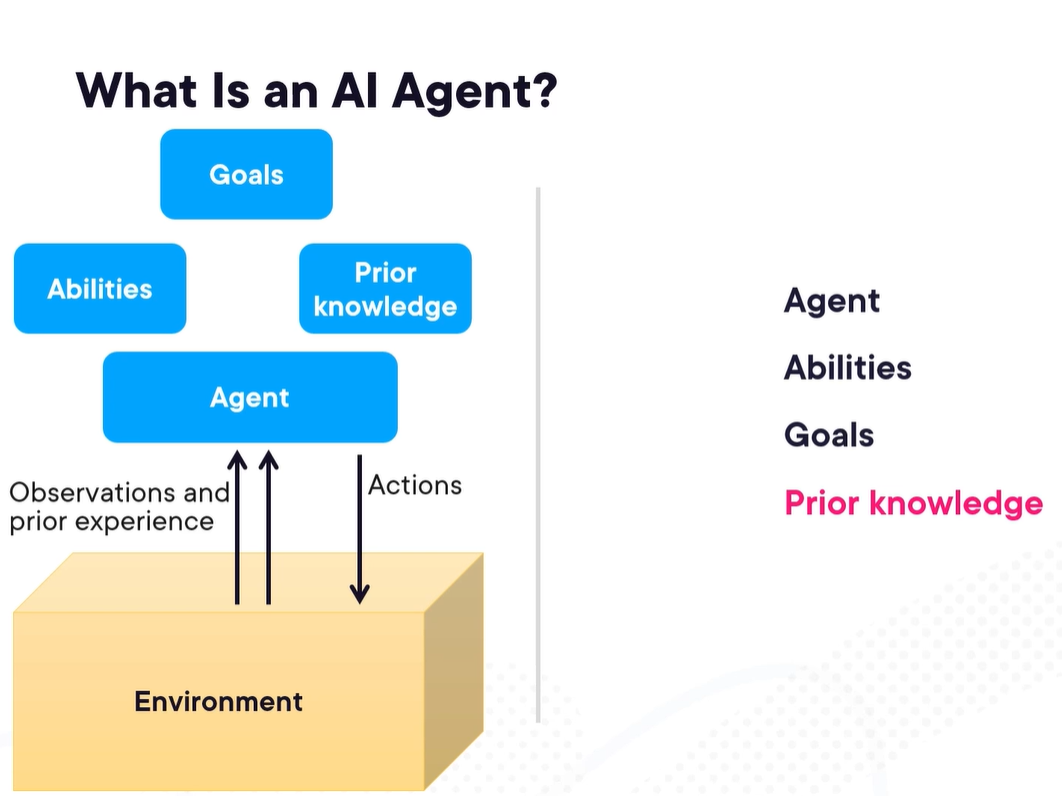 What Is an AI Agent?
Goals
Abilities
Prior
knowledge
Agent
Observations and
prior experience
Actions
Environment
Agent
Abilities
Goals
Prior knowledge